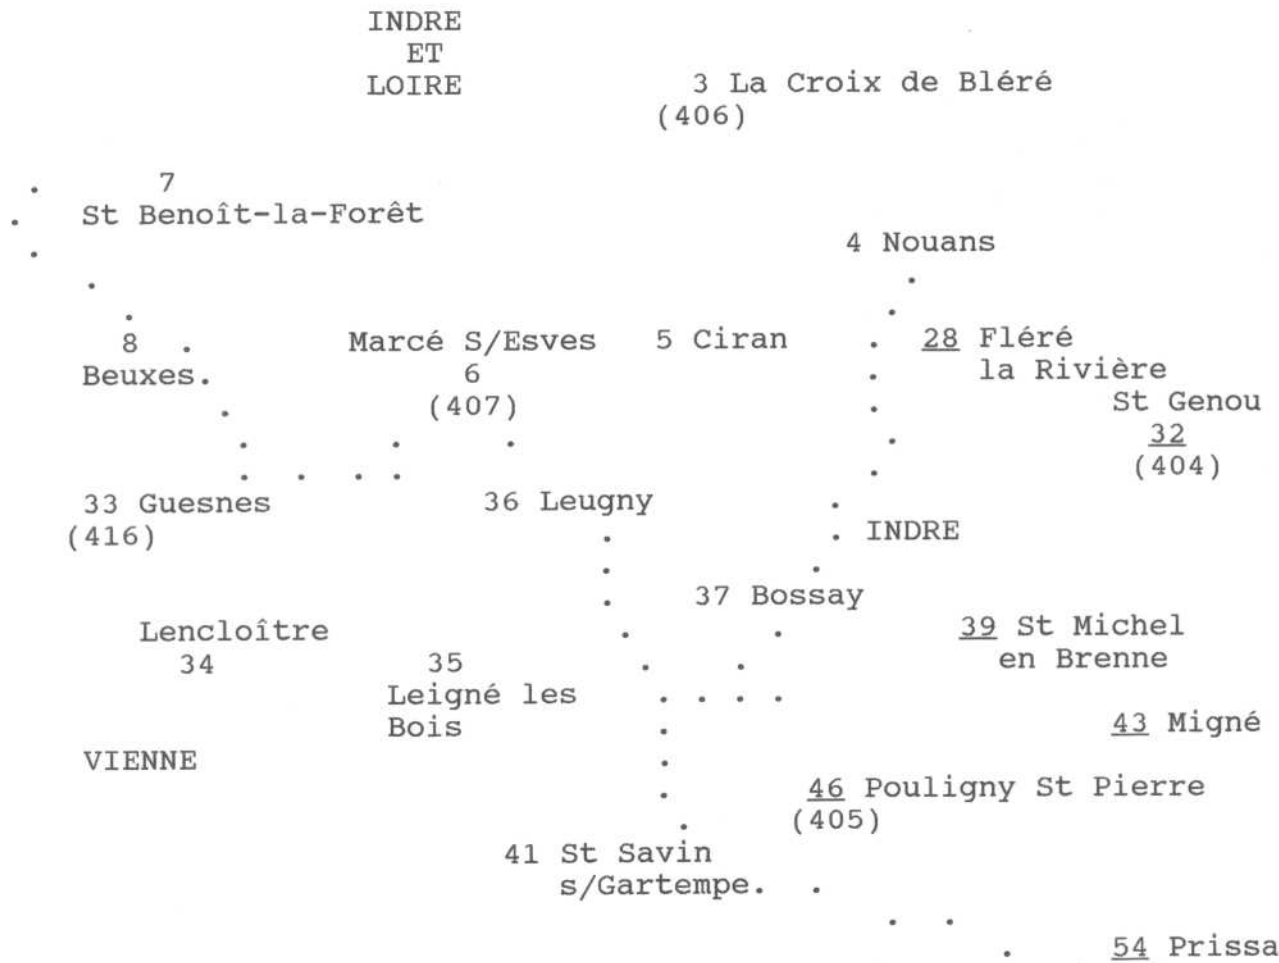 INDRE
ET
LOIRE
3 La Croix de Bléré
(406)
7
St Benoît-la-Forêt
4 Nouans
8
Beuxes
Marcé S/Esves
6
(407)
5 Ciran
28 Fléré
la Rivière
St Genou
32
(404)
33 Guesnes
(416)
36 Leugny
INDRE
37 Bossay
Lencloître
34
35
Leigné les
Bois
39 St Michel
en Brenne
43 Migné
VIENNE
46 Pouligny St Pierre
(405)
41 St Savin
s/Gartempe
54 Prissa